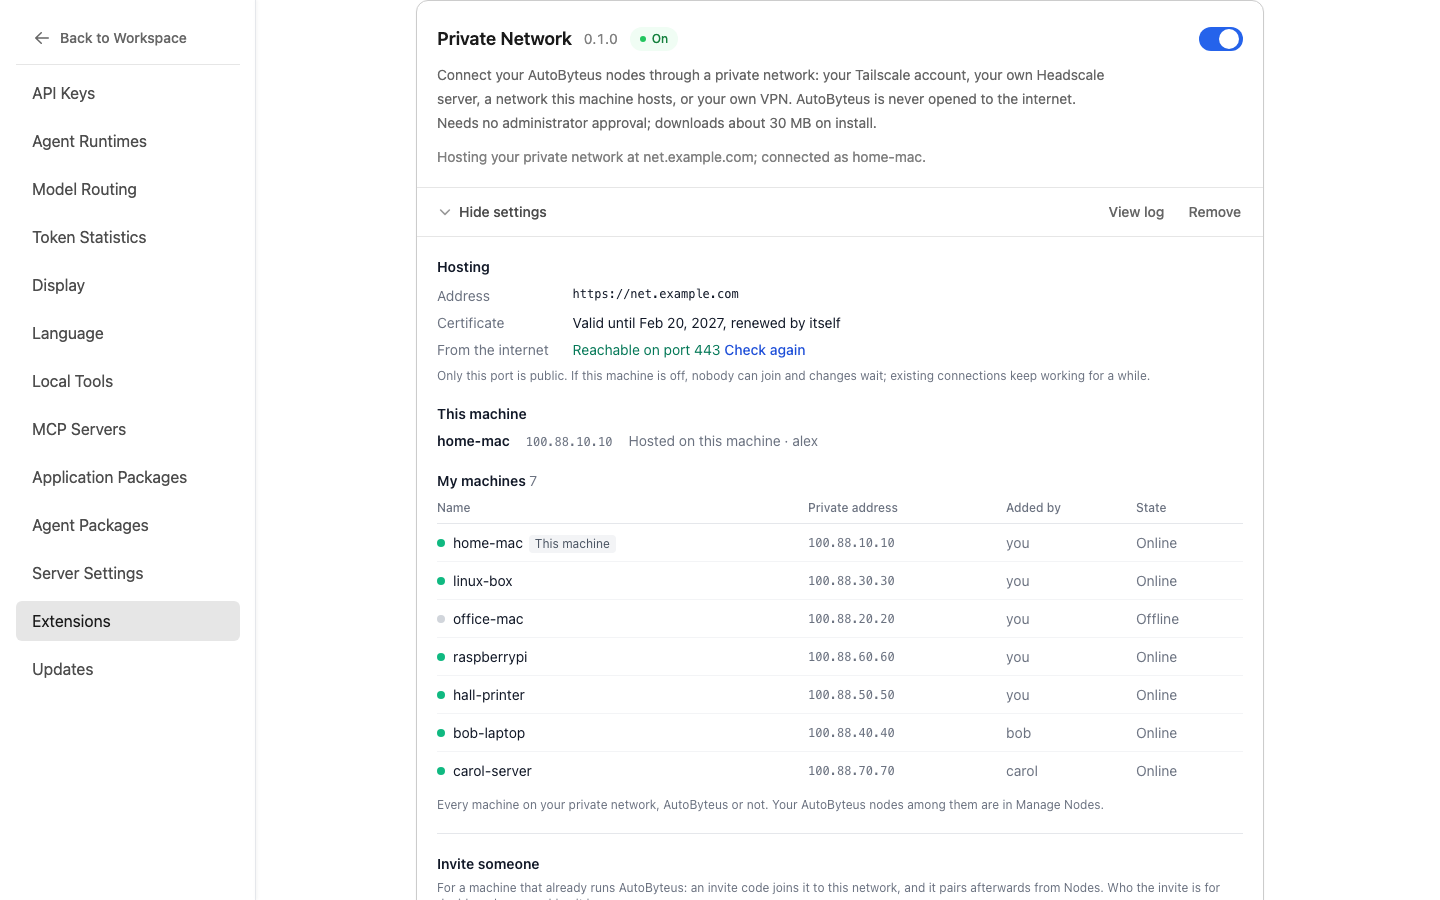 Back to Workspace
API Keys
Agent Runtimes
Model Routing
Token Statistics
Display
Language
Local Tools
MCP Servers
Application Packages
Agent Packages
Server Settings
Extensions
Updates
Private Network 0.1.0 On
Connect your AutoByteus nodes through a private network: your Tailscale account, your own Headscale
server, a network this machine hosts, or your own VPN. AutoByteus is never opened to the internet.
Needs no administrator approval; downloads about 30 MB on install.
Hosting your private network at net.example.com; connected as home-mac.
Hide settings View log Remove
Hosting
Address https://net.example.com
Certificate Valid until Feb 20, 2027, renewed by itself
From the internet Reachable on port 443 Check again
Only this port is public. If this machine is off, nobody can join and changes wait; existing connections keep working for a while.
This machine
home-mac 100.88.10.10 Hosted on this machine · alex
My machines 7
Name Private address Added by State
home-mac This machine 100.88.10.10 you Online
linux-box 100.88.30.30 you Online
office-mac 100.88.20.20 you Offline
raspberrypi 100.88.60.60 you Online
hall-printer 100.88.50.50 you Online
bob-laptop 100.88.40.40 bob Online
carol-server 100.88.70.70 carol Online
Every machine on your private network, AutoByteus or not. Your AutoByteus nodes among them are in Manage Nodes.
Invite someone
For a machine that already runs AutoByteus: an invite code joins it to this network, and it pairs afterwards from Nodes. Who the invite is for